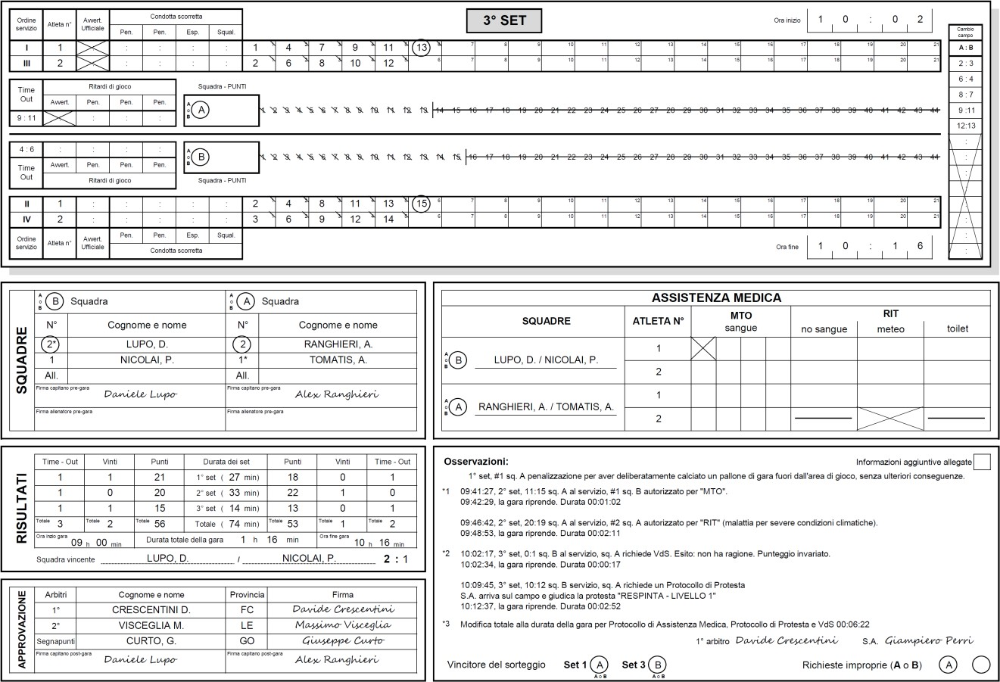 Ordine servizio Atleta n° Avvert. Ufficiale Condotta scorretta
Pen. Pen. Esp. Squal.
3° SET
Ora inizio 1 0 : 0 2
I 1 : : : : 1 4 7 9 11 13 7 8 9 10 11 12 13 14 15 16 17 18 19 20 21
III 2 : : : : 2 6 8 10 12 6 7 8 9 10 11 12 13 14 15 16 17 18 19 20 21
Time Out Ritardi di gioco Squadra - PUNTI
Avvert. Pen. Pen. Pen.
9 : 11 : : : A o B A 1 2 3 4 5 6 7 8 9 10 11 12 13 14 15 16 17 18 19 20 21 22 23 24 25 26 27 28 29 30 31 32 33 34 35 36 37 38 39 40 41 42 43 44
4 : 6 : : : : A o B B 1 2 3 4 5 6 7 8 9 10 11 12 13 14 15 16 17 18 19 20 21 22 23 24 25 26 27 28 29 30 31 32 33 34 35 36 37 38 39 40 41 42 43 44
Time Out Avvert. Pen. Pen. Pen.
Ritardi di gioco Squadra - PUNTI
II 1 : : : : : 2 4 8 11 13 15 6 7 8 9 10 11 12 13 14 15 16 17 18 19 20 21
IV 2 : : : : : 3 6 9 12 14 6 7 8 9 10 11 12 13 14 15 16 17 18 19 20 21
Ordine servizio Atleta n° Avvert. Ufficiale Pen. Pen. Esp. Squal.
Condotta scorretta
Ora fine 1 0 : 1 6
Cambio campo
A : B
2 : 3
6 : 4
8 : 7
9 :11
12:13
SQUADRE
A o B B Squadra A o B A Squadra
N° Cognome e nome N° Cognome e nome
2* LUPO, D. 2 RANGHIERI, A.
1 NICOLAI, P. 1* TOMATIS, A.
All. All.
Firma capitano pre-gara Daniele Lupo Firma capitano pre-gara Alex Ranghieri
Firma allenatore pre-gara Firma allenatore pre-gara
ASSISTENZA MEDICA
SQUADRE ATLETA N° MTO sangue RIT
no sangue meteo toilet
A o B B LUPO, D. / NICOLAI, P. 1
2
A o B A RANGHIERI, A. / TOMATIS, A. 1
2
RISULTATI
Time - Out Vinti Punti Durata dei set Punti Vinti Time - Out
1 1 21 1° set ( 27 min) 18 0 1
1 0 20 2° set ( 33 min) 22 1 0
1 1 15 3° set ( 14 min) 13 0 1
Totale 3 Totale 2 Totale 56 Totale ( 74 min) Totale 53 Totale 1 Totale 2
Ora inizio gara 09 h 00 min Durata totale della gara 1 h 16 min Ora fine gara 10 h 16 min
Squadra vincente LUPO, D. / NICOLAI, P. 2 : 1
APPROVAZIONE
Arbitri Cognome e nome Provincia Firma
1° CRESCENTINI D. FC Davide Crescentini
2° VISCEGLIA M. LE Massimo Visceglia
Segnapunti CURTO, G. GO Giuseppe Curto
Firma capitano post-gara Daniele Lupo Firma capitano post-gara Alex Ranghieri
Osservazioni: Informazioni aggiuntive allegate
1° set, #1 sq. A penalizzazione per aver deliberatamente calciato un pallone di gara fuori dall'area di gioco, senza ulteriori conseguenze.
*1 09:41:27, 2° set, 11:15 sq. A al servizio, #1 sq. B autorizzato per "MTO".
09:42:29, la gara riprende. Durata 00:01:02
09:46:42, 2° set, 20:19 sq. A al servizio, #2 sq. A autorizzato per "RIT" (malattia per severe condizioni climatiche).
09:48:53, la gara riprende. Durata 00:02:11
*2 10:02:17, 3° set, 0:1 sq. B al servizio, sq. A richiede VdS. Esito: non ha ragione. Punteggio invariato.
10:02:34, la gara riprende. Durata 00:00:17
10:09:45, 3° set, 10:12 sq. B servizio, sq. A richiede un Protocollo di Protesta
S.A. arriva sul campo e giudica la protesta "RESPINTA - LIVELLO 1"
10:12:37, la gara riprende. Durata 00:02:52
*3 Modifica totale alla durata della gara per Protocollo di Assistenza Medica, Protocollo di Protesta e VdS 00:06:22
1° arbitro Davide Crescentini S.A. Giampiero Perri
Vincitore del sorteggio Set 1 A Set 3 B Richieste improprie (A o B) A
A o B A o B